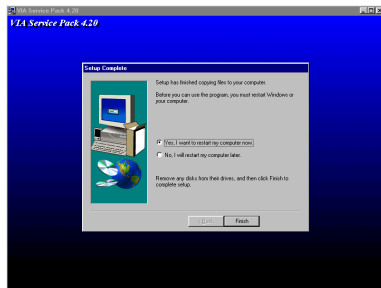 VIA Service Pack 4.20
VIA Service Pack 4.20
Setup Complete
Setup has finished copying files to your computer.
Before you can use the program, you must restart Windows or
your computer.
Yes, I want to restart my computer now.
No, I will restart my computer later.
Remove any disks from their drives, and then click Finish to
complete setup.
< Back
Finish